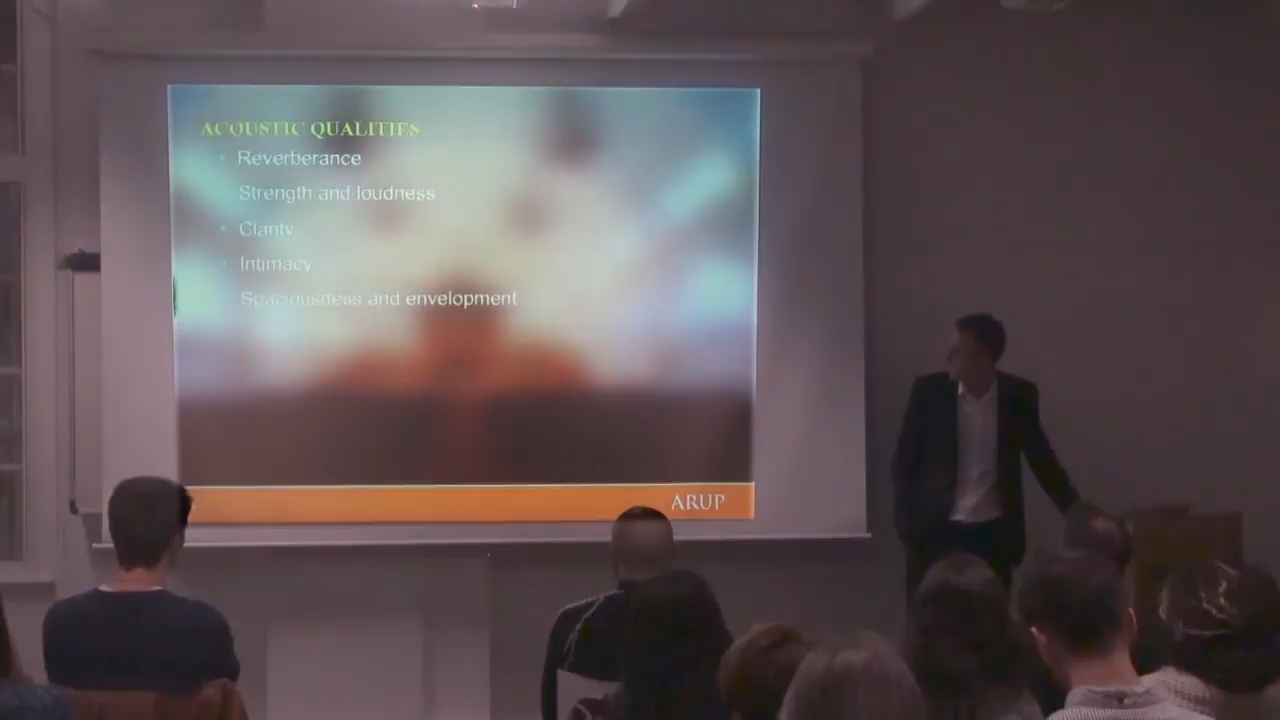 ACOUSTIC QUALITIES
Reverberance
Strength and loudness
Clarity
Intimacy
Spaciousness and envelopment
ARUP